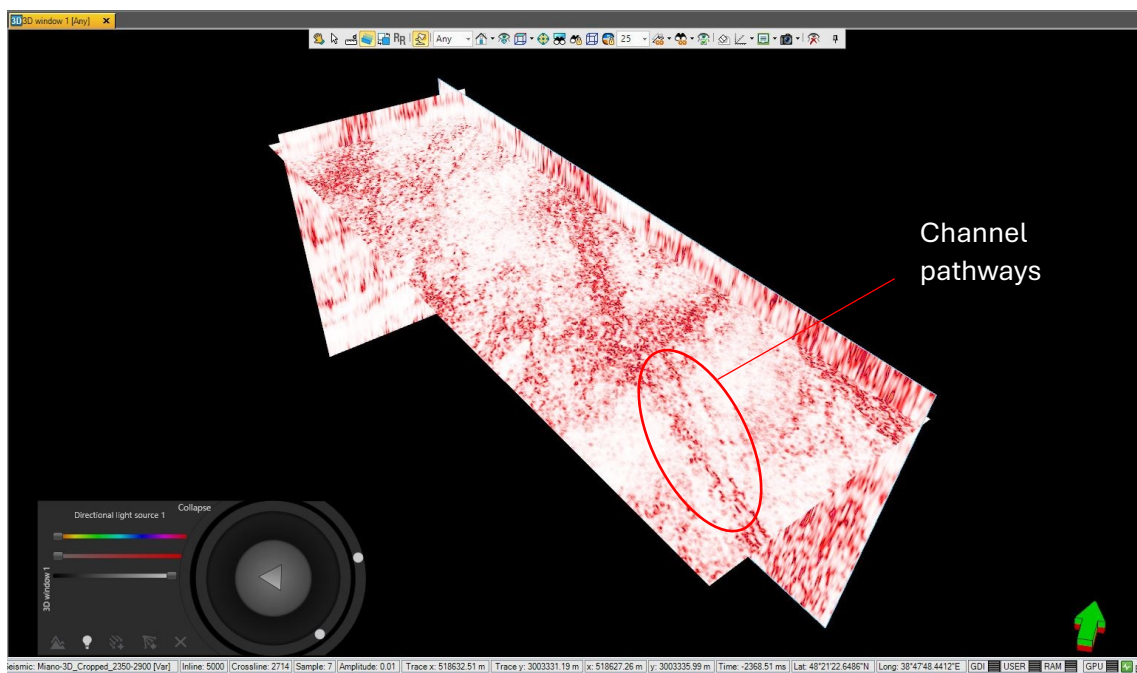 3D 3D window 1 [Any] ×
RR Any 25
Channel
pathways
Collapse
Directional light source 1
3D window 1
Seismic: Miano-3D_Cropped_2350-2900 [Var] Inline: 5000 Crossline: 2714 Sample: 7 Amplitude: 0.01 Trace x: 518632.51 m Trace y: 3003331.19 m x: 518627.26 m y: 3003335.99 m Time: -2368.51 ms Lat: 48°21'22.6486"N Long: 38°47'48.4412"E GDI USER RAM GPU